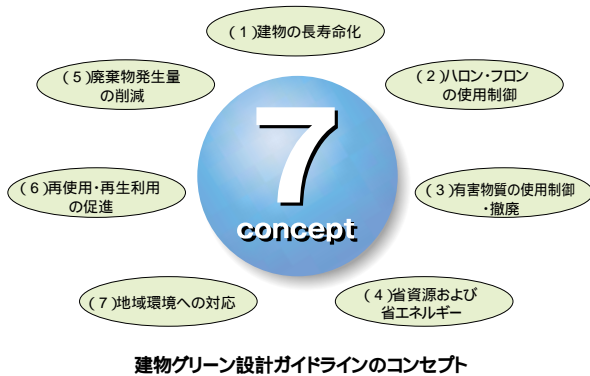 (1)建物の長寿命化
(5)廃棄物発生量
の削減
(2)ハロン・フロン
の使用制御
7
concept
(6)再使用・再生利用
の促進
(3)有害物質の使用制御
・撤廃
(7)地域環境への対応
(4)省資源および
省エネルギー
建物グリーン設計ガイドラインのコンセプト